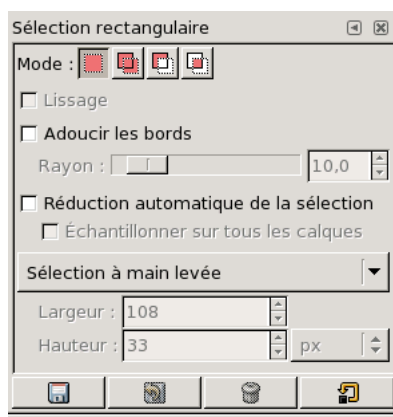 Sélection rectangulaire
Mode :
Lissage
Adoucir les bords
Rayon : 10,0
Réduction automatique de la sélection
Échantillonner sur tous les calques
Sélection à main levée
Largeur : 108
Hauteur : 33 px